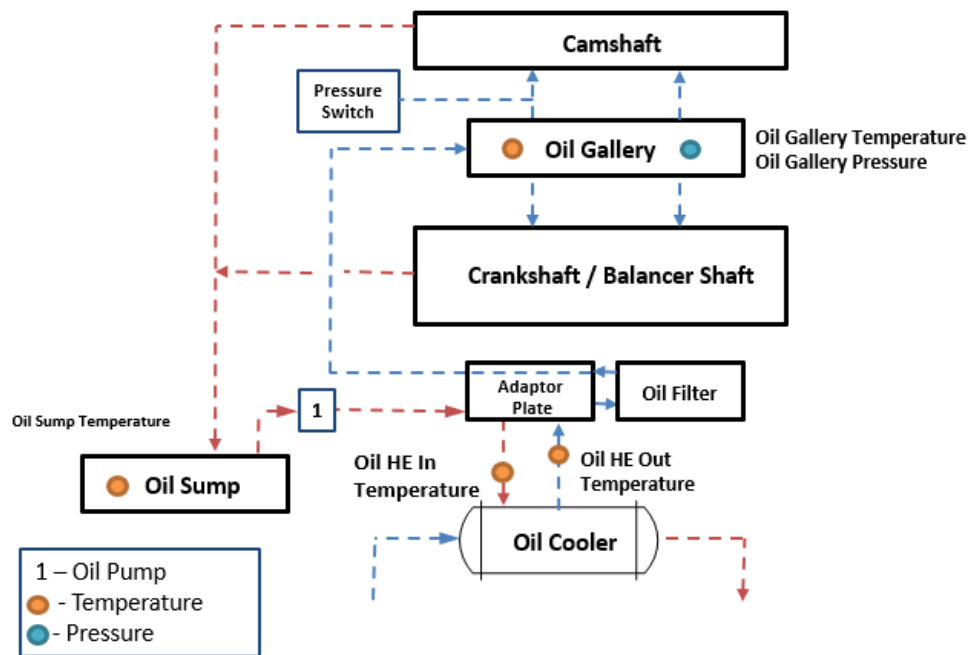 Camshaft
Pressure
Switch
Oil Gallery
Oil Gallery Temperature
Oil Gallery Pressure
Crankshaft / Balancer Shaft
Adaptor
Plate
Oil Filter
1
Oil Sump Temperature
Oil HE In
Temperature
Oil HE Out
Temperature
Oil Sump
Oil Cooler
1 – Oil Pump
- Temperature
- Pressure